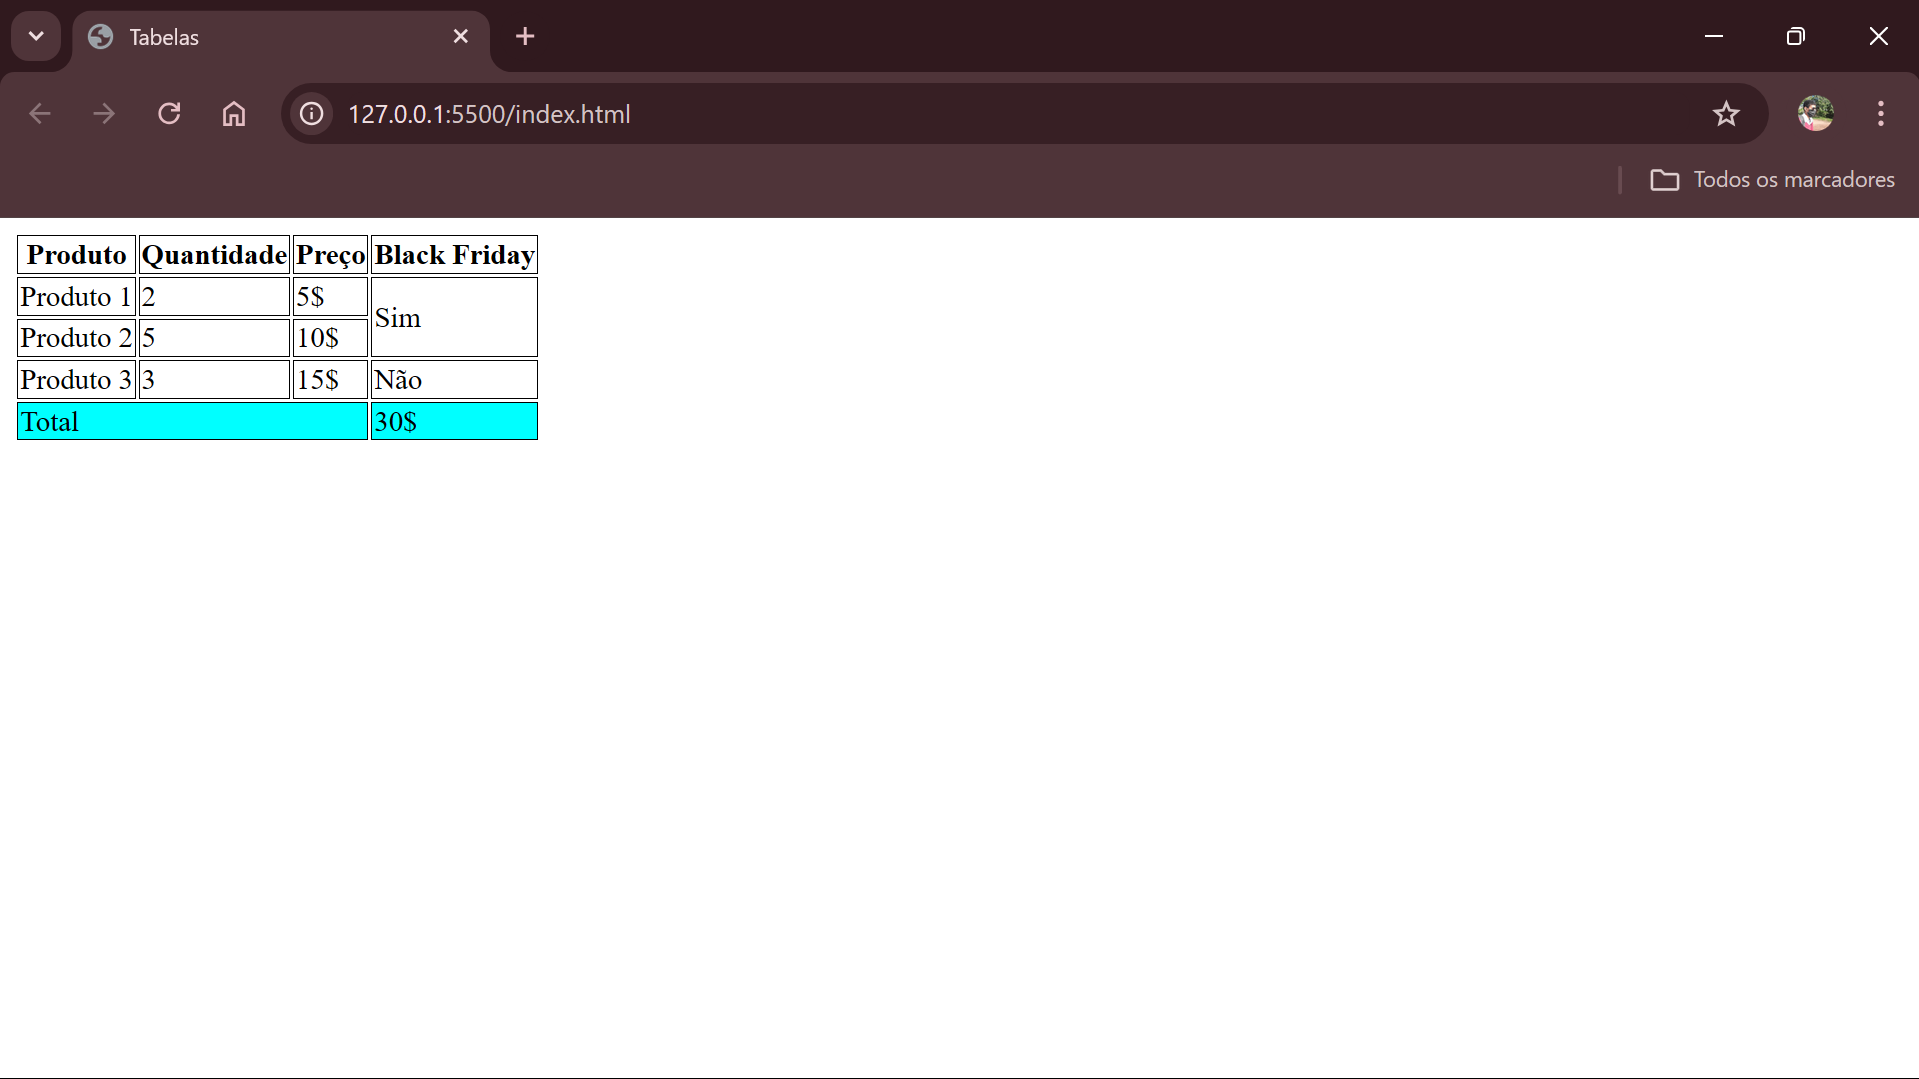 Tabelas
127.0.0.1:5500/index.html
Todos os marcadores
Produto Quantidade Preço Black Friday
Produto 1 2 5$ Sim
Produto 2 5 10$
Produto 3 3 15$ Não
Total 30$